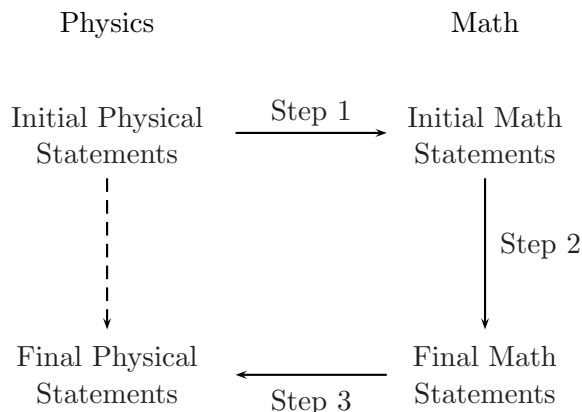 Physics
Math
Initial Physical
Statements
Step 1
Initial Math
Statements
Step 2
Final Physical
Statements
Step 3
Final Math
Statements